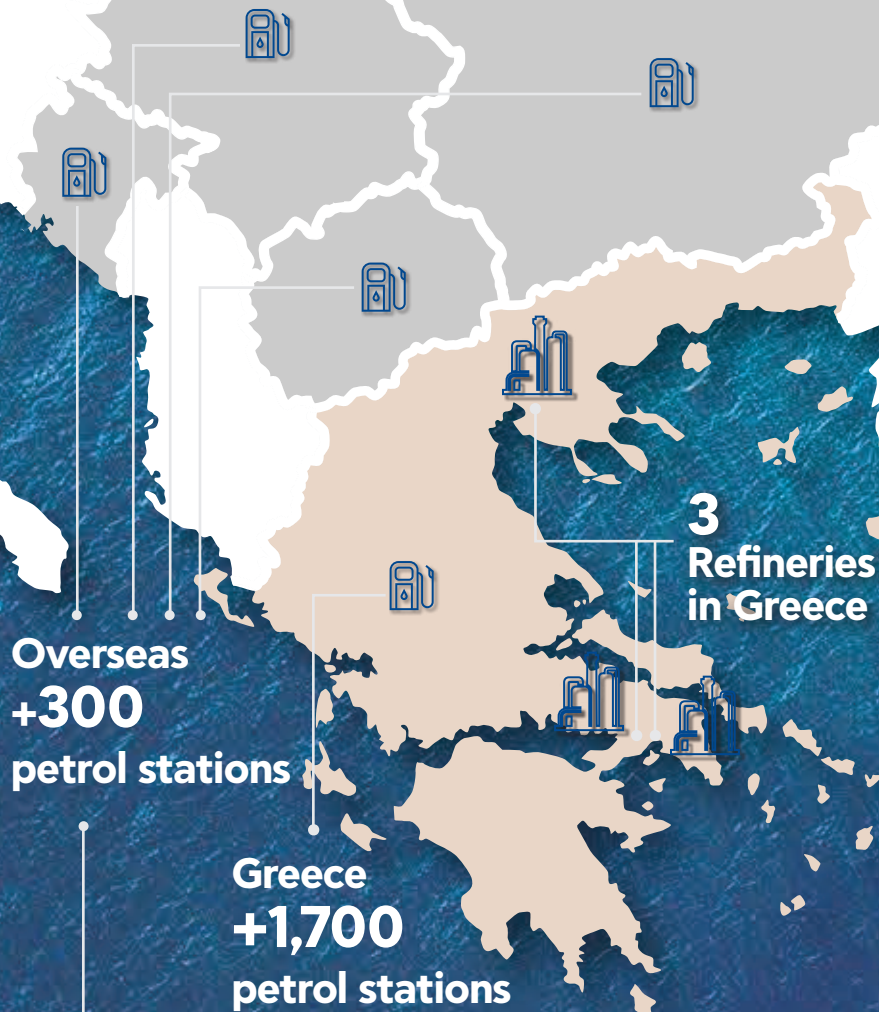 3
Refineries
in Greece
Overseas
+300
petrol stations
Greece
+1,700
petrol stations